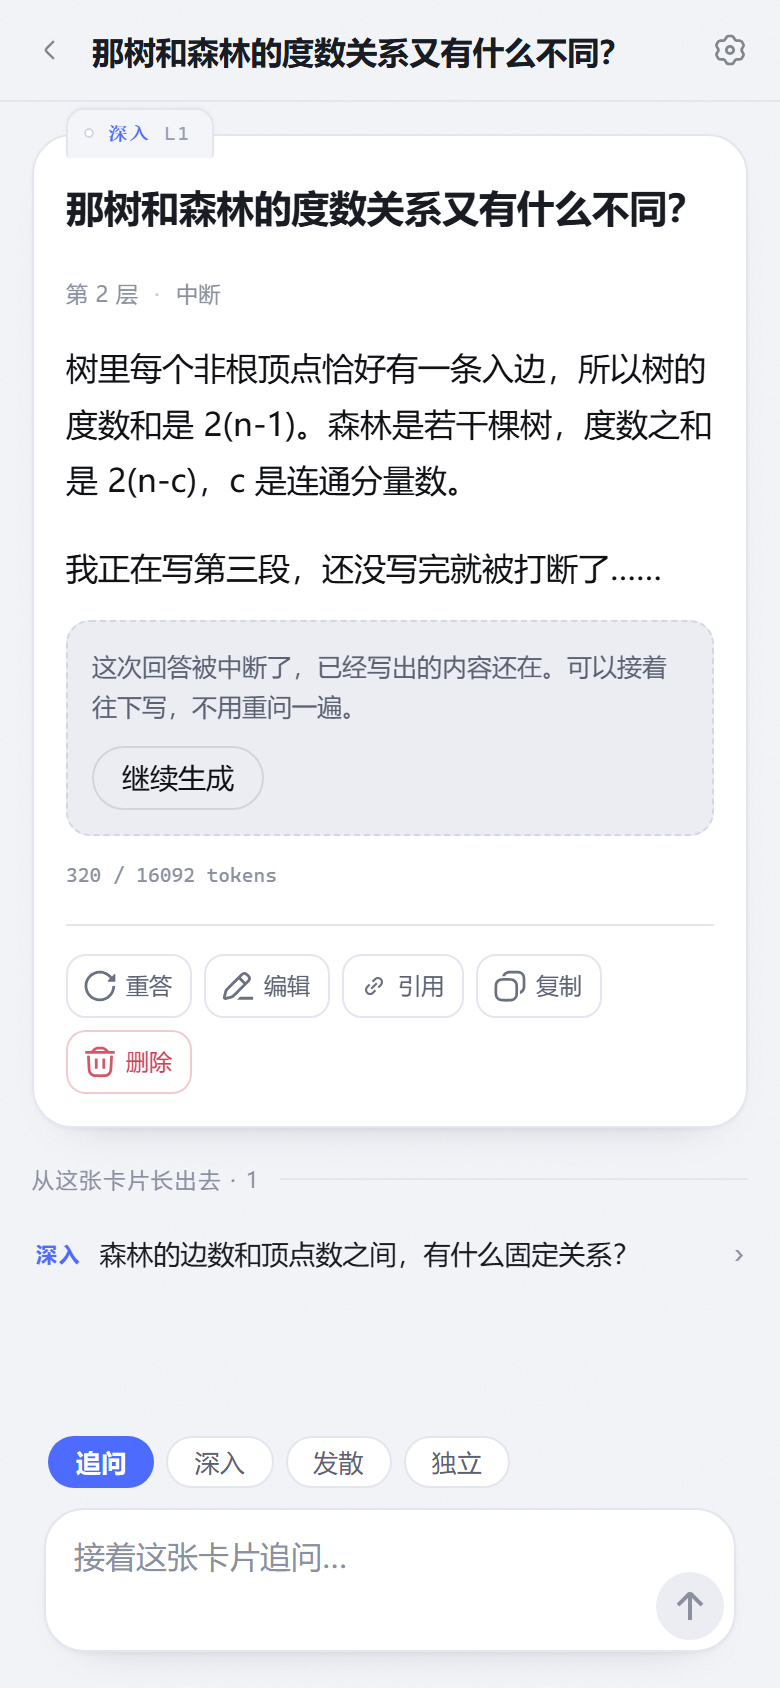 那树和森林的度数关系又有什么不同？
深入 L1
那树和森林的度数关系又有什么不同？
第 2 层 · 中断
树里每个非根顶点恰好有一条入边，所以树的
度数和是 2(n-1)。森林是若干棵树，度数之和
是 2(n-c)，c 是连通分量数。
我正在写第三段，还没写完就被打断了……
这次回答被中断了，已经写出的内容还在。可以接着
往下写，不用重问一遍。
继续生成
320 / 16092 tokens
重答 编辑 引用 复制
删除
从这张卡片长出去 · 1
深入 森林的边数和顶点数之间，有什么固定关系？
追问 深入 发散 独立
接着这张卡片追问…